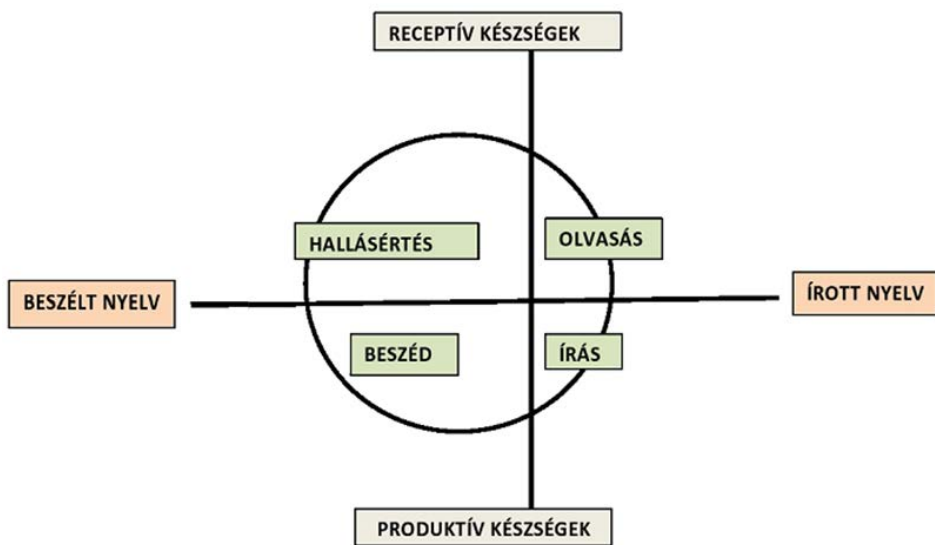 RECEPTÍV KÉSZSÉGEK
HALLÁSÉRTÉS
OLVASÁS
BESZÉLT NYELV
ÍROTT NYELV
BESZÉD
ÍRÁS
PRODUKTÍV KÉSZSÉGEK